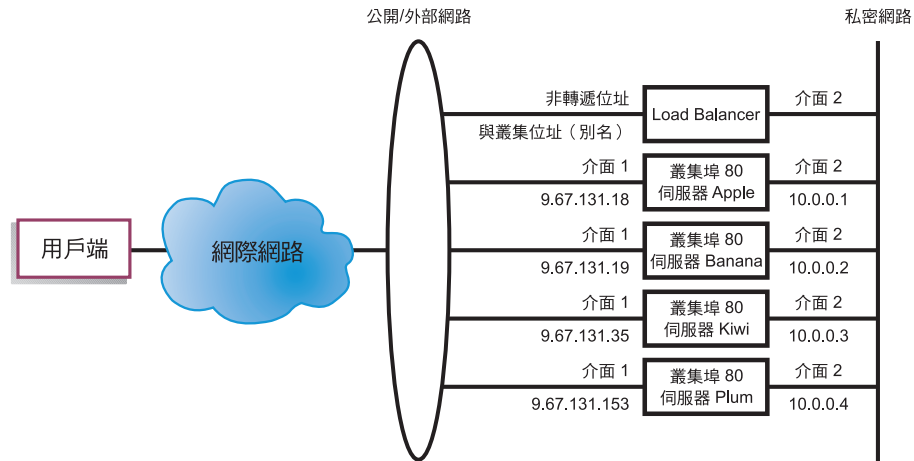 公開/外部網路
私密網路
非轉遞位址
與叢集位址（別名）
Load Balancer
介面 2
介面 1
9.67.131.18
叢集埠 80
伺服器 Apple
介面 2
10.0.0.1
介面 1
9.67.131.19
叢集埠 80
伺服器 Banana
介面 2
10.0.0.2
用戶端
網際網路
介面 1
9.67.131.35
叢集埠 80
伺服器 Kiwi
介面 2
10.0.0.3
介面 1
9.67.131.153
叢集埠 80
伺服器 Plum
介面 2
10.0.0.4